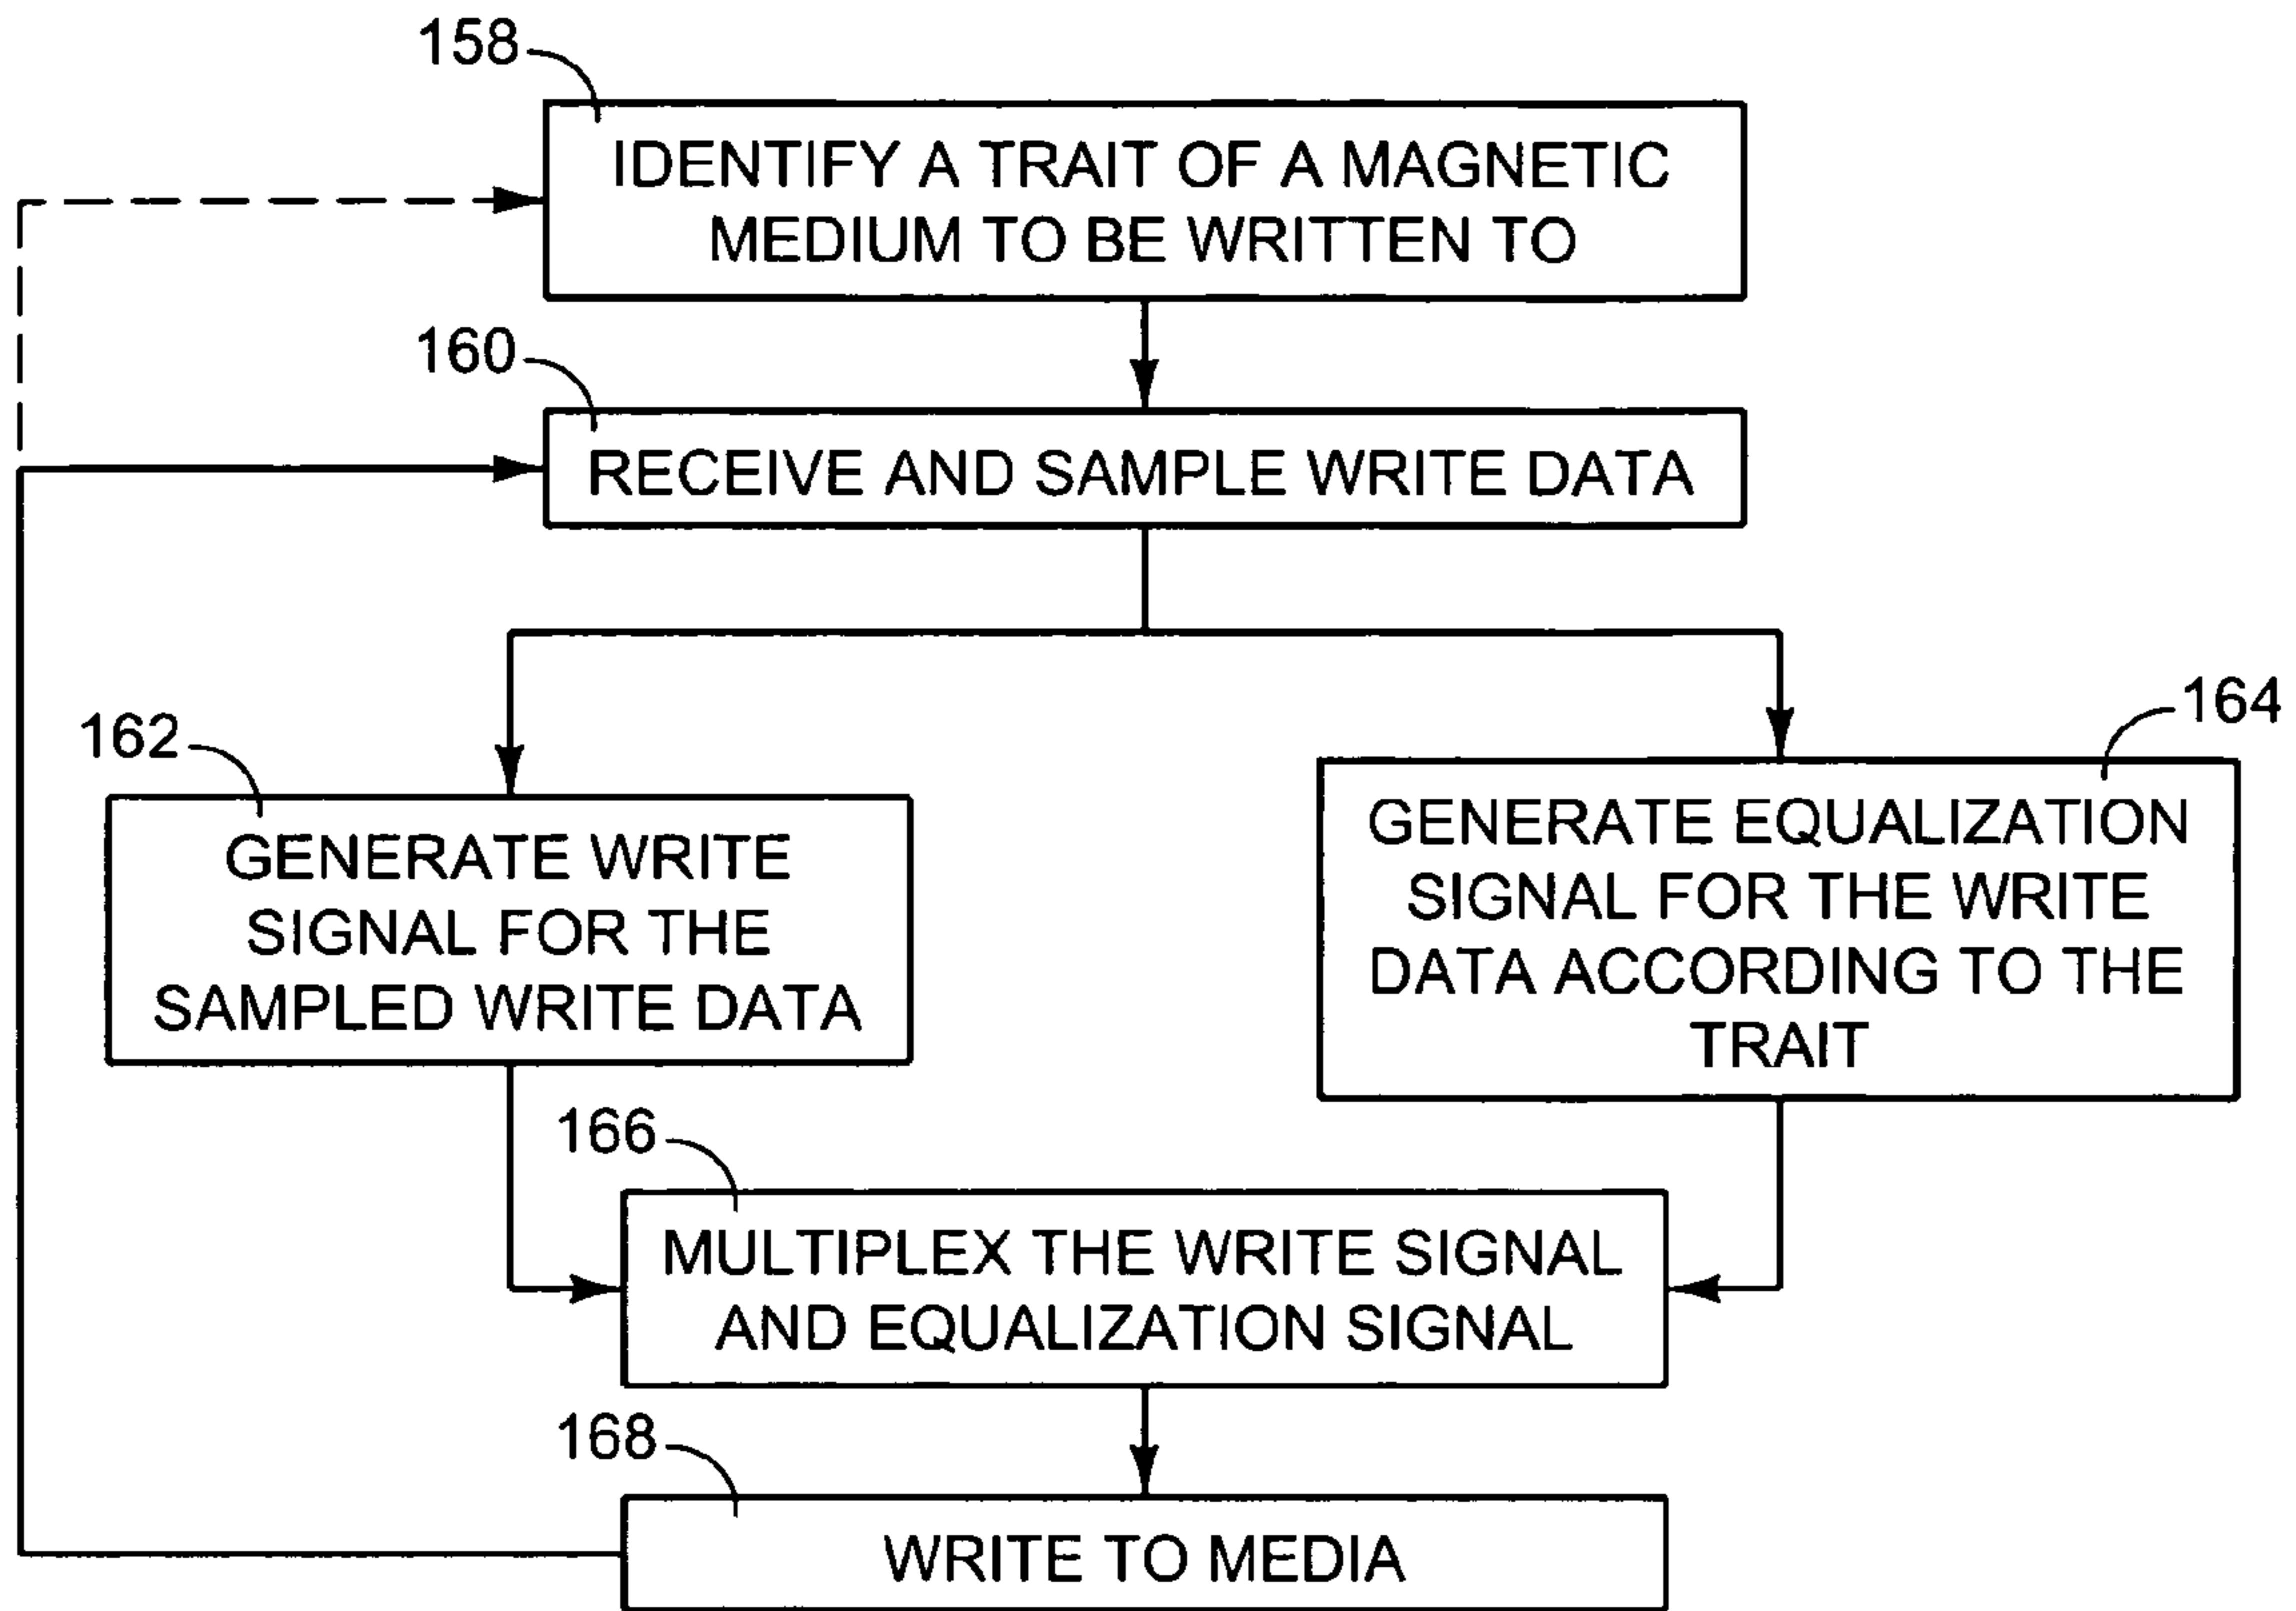 158
IDENTIFY A TRAIT OF A MAGNETIC
MEDIUM TO BE WRITTEN TO
160
RECEIVE AND SAMPLE WRITE DATA
162
GENERATE WRITE
SIGNAL FOR THE
SAMPLED WRITE DATA
164
GENERATE EQUALIZATION
SIGNAL FOR THE WRITE
DATA ACCORDING TO THE
TRAIT
166
MULTIPLEX THE WRITE SIGNAL
AND EQUALIZATION SIGNAL
168
WRITE TO MEDIA